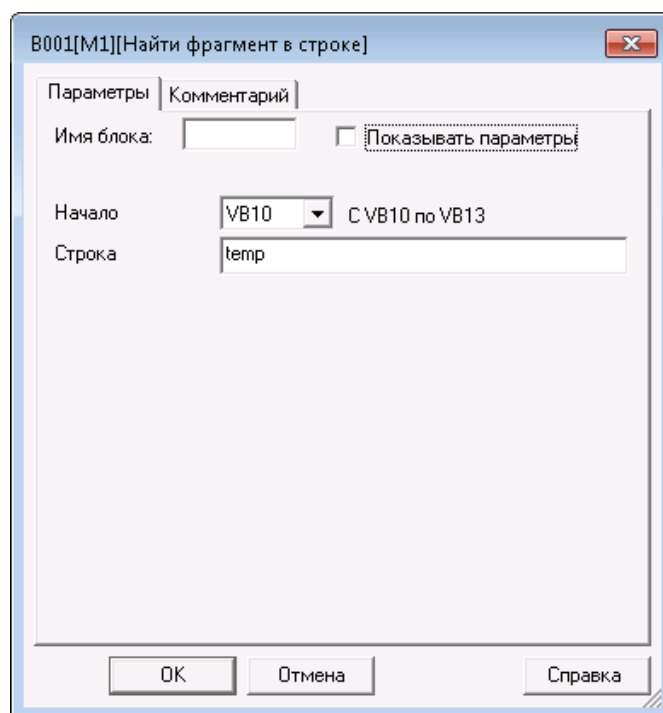 B001[M1][Найти фрагмент в строке]
Параметры Комментарий
Имя блока: Показывать параметры
Начало VB10 С VB10 по VB13
Строка temp
OK Отмена Справка